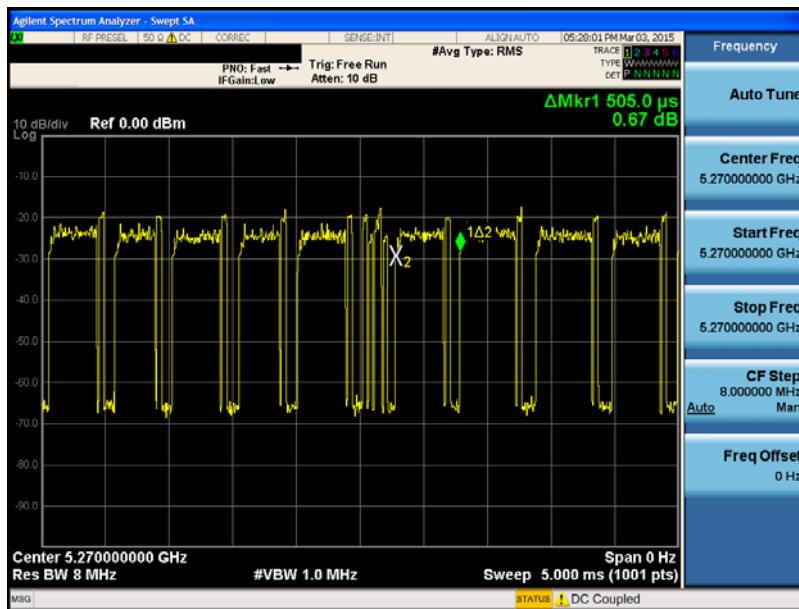 Agilent Spectrum Analyzer - Swept SA
RF PRESEL 50 Ω DC CORREC SENSE:INT ALIGN AUTO 05:28:01 PM Mar 03, 2015
#Avg Type: RMS TRACE 1 2 3 4 5 6
PNO: Fast Trig: Free Run TYPE WWWWWW
IFGain:Low Atten: 10 dB DET P N N N N N
ΔMkr1 505.0 µs
0.67 dB
10 dB/div Ref 0.00 dBm
Log
-10.0
-20.0
-30.0
-40.0
-50.0
-60.0
-70.0
-80.0
-90.0
1Δ2
X2
Center 5.270000000 GHz Span 0 Hz
Res BW 8 MHz #VBW 1.0 MHz Sweep 5.000 ms (1001 pts)
MSG STATUS DC Coupled
Frequency
Auto Tune
Center Freq
5.270000000 GHz
Start Freq
5.270000000 GHz
Stop Freq
5.270000000 GHz
CF Step
8.000000 MHz
Auto Man
Freq Offset
0 Hz